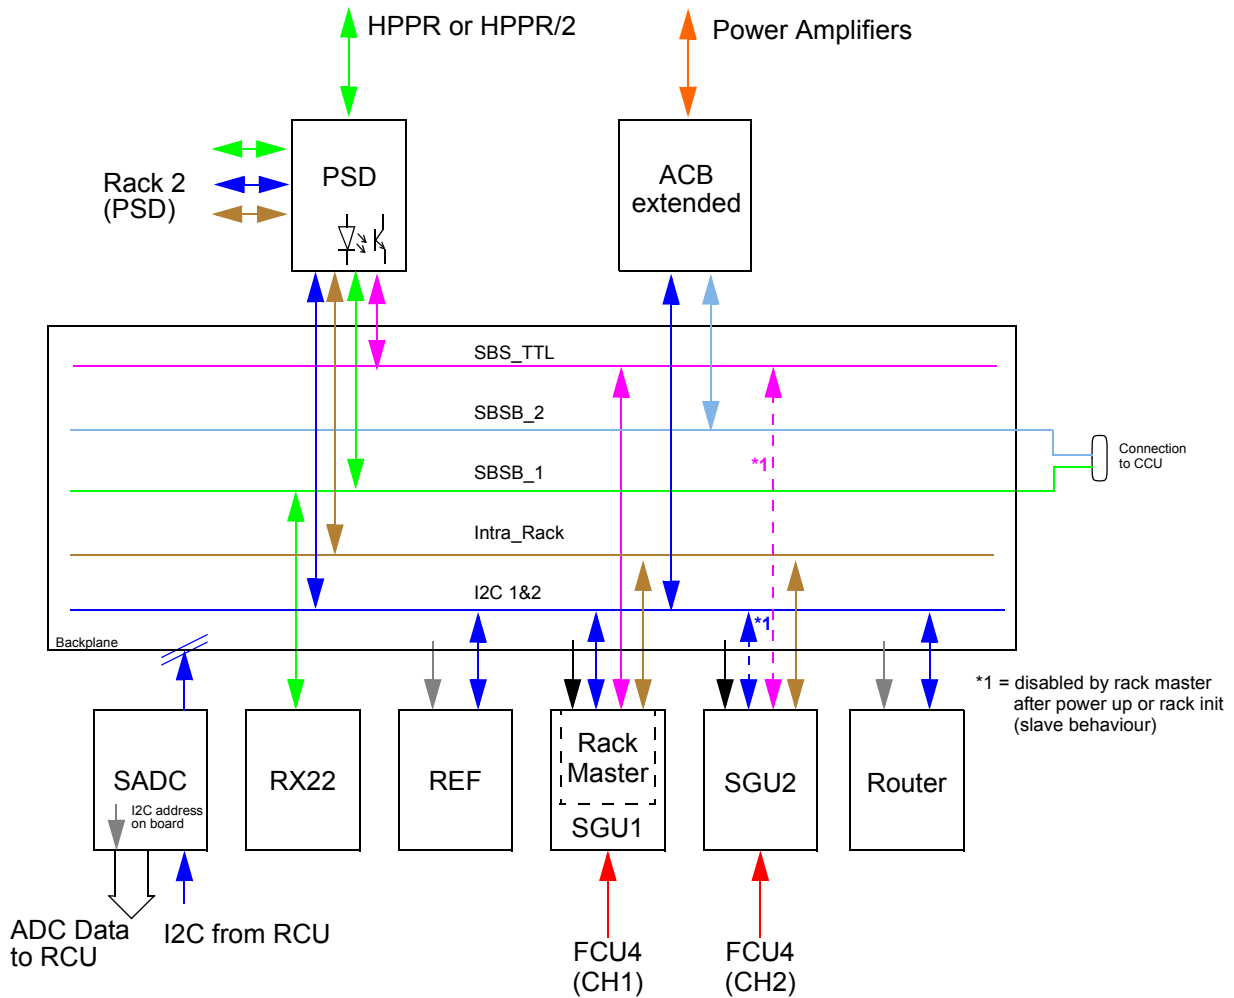 HPPR or HPPR/2
Power Amplifiers
Rack 2
(PSD)
PSD
ACB
extended
SBS_TTL
SBSB_2
*1
SBSB_1
Connection
to CCU
Intra_Rack
I2C 1&2
*1
Backplane
*1 = disabled by rack master
after power up or rack init
(slave behaviour)
SADC
I2C address
on board
RX22
REF
Rack
Master
SGU1
SGU2
Router
ADC Data
to RCU
I2C from RCU
FCU4
(CH1)
FCU4
(CH2)